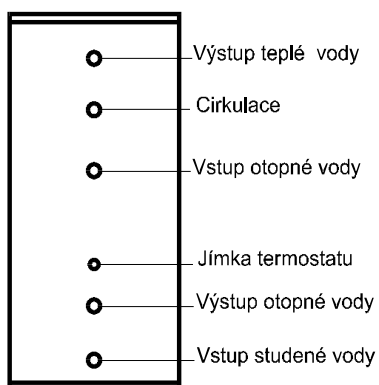 Výstup teplé vody
Cirkulace
Vstup otopné vody
Jímka termostatu
Výstup otopné vody
Vstup studené vody